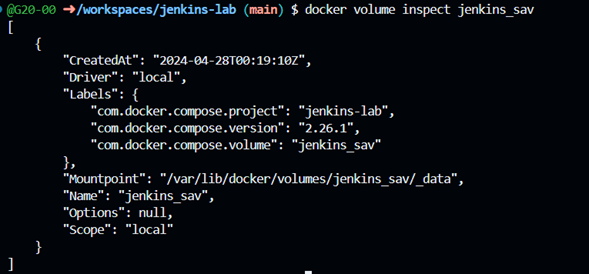 @G20-00 ➜/workspaces/jenkins-lab (main) $ docker volume inspect jenkins_sav
[
    {
        "CreatedAt": "2024-04-28T00:19:10Z",
        "Driver": "local",
        "Labels": {
            "com.docker.compose.project": "jenkins-lab",
            "com.docker.compose.version": "2.26.1",
            "com.docker.compose.volume": "jenkins_sav"
        },
        "Mountpoint": "/var/lib/docker/volumes/jenkins_sav/_data",
        "Name": "jenkins_sav",
        "Options": null,
        "Scope": "local"
    }
]